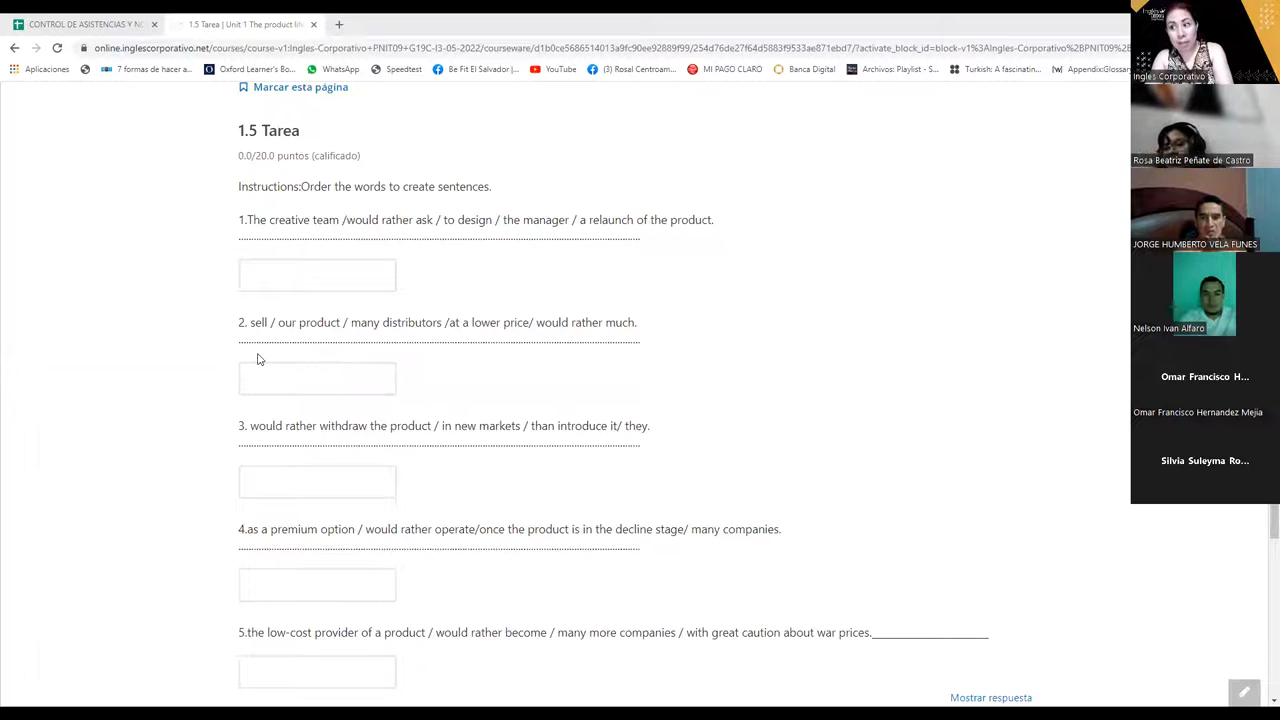 CONTROL DE ASISTENCIAS Y NO
1.5 Tarea | Unit 1 The product life
online.inglescorporativo.net/courses/course-v1:Ingles-Corporativo+PNIT09+G19C-I3-05-2022/courseware/d1b0ce5686514013a9fc90ee92889f99/254d76de27f64d5883f9533ae871ebd7/?activate_block_id=block-v1%3AIngles-Corporativo%2BPNIT09%2
Aplicaciones
7 formas de hacer a...
Oxford Learner's Bo...
WhatsApp
Speedtest
Be Fit El Salvador |...
YouTube
(3) Rosal Centroam...
MI PAGO CLARO
Banca Digital
Archivos: Playlist - S...
Turkish: A fascinatin...
Appendix:Glossary
Marcar esta página
1.5 Tarea
0.0/20.0 puntos (calificado)
Instructions:Order the words to create sentences.
1.The creative team /would rather ask / to design / the manager / a relaunch of the product.
2. sell / our product / many distributors /at a lower price/ would rather much.
3. would rather withdraw the product / in new markets / than introduce it/ they.
4.as a premium option / would rather operate/once the product is in the decline stage/ many companies.
5.the low-cost provider of a product / would rather become / many more companies / with great caution about war prices.____________________
Mostrar respuesta
Ingles Corporativo
Rosa Beatriz Peñate de Castro
JORGE HUMBERTO VELA FUNES
Nelson Ivan Alfaro
Omar Francisco H...
Omar Francisco Hernandez Mejia
Silvia Suleyma Ro...